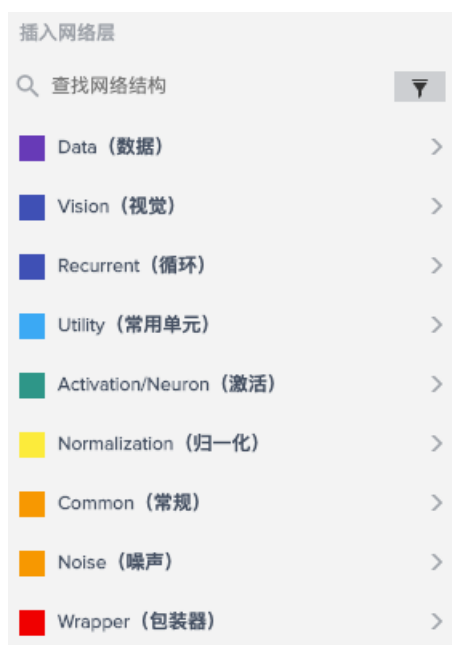 插入网络层
查找网络结构
Data（数据）
Vision（视觉）
Recurrent（循环）
Utility（常用单元）
Activation/Neuron（激活）
Normalization（归一化）
Common（常规）
Noise（噪声）
Wrapper（包装器）